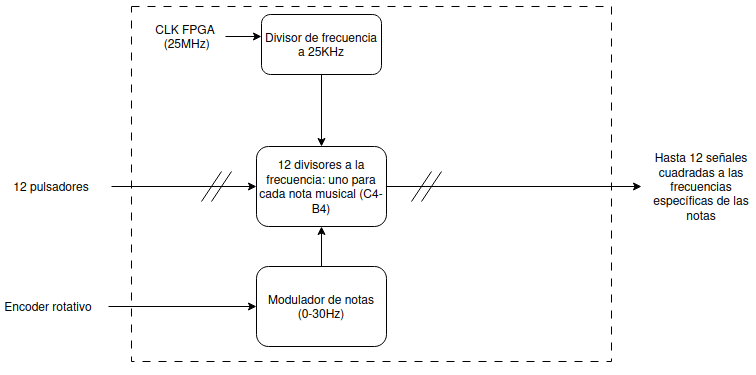 CLK FPGA
(25MHz)
Divisor de frecuencia
a 25KHz
12 pulsadores
12 divisores a la
frecuencia: uno para
cada nota musical (C4-
B4)
Hasta 12 señales
cuadradas a las
frecuencias
específicas de las
notas
Encoder rotativo
Modulador de notas
(0-30Hz)